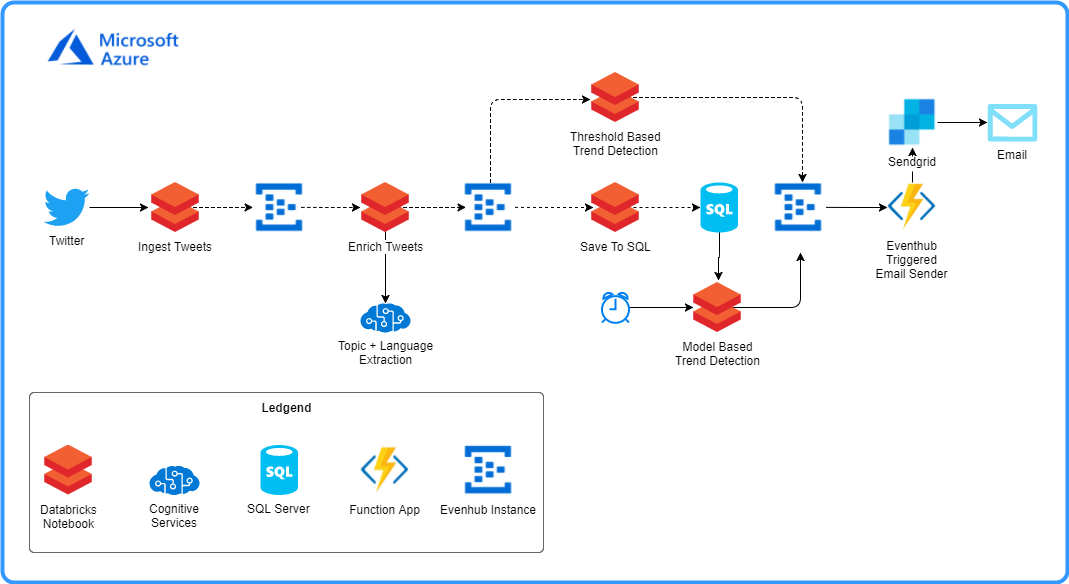 Microsoft
Azure
Threshold Based
Trend Detection
Sendgrid
Email
Twitter
Ingest Tweets
Enrich Tweets
Save To SQL
SQL
Eventhub
Triggered
Email Sender
Topic + Language
Extraction
Model Based
Trend Detection
Ledgend
SQL
Databricks
Notebook
Cognitive
Services
SQL Server
Function App
Evenhub Instance